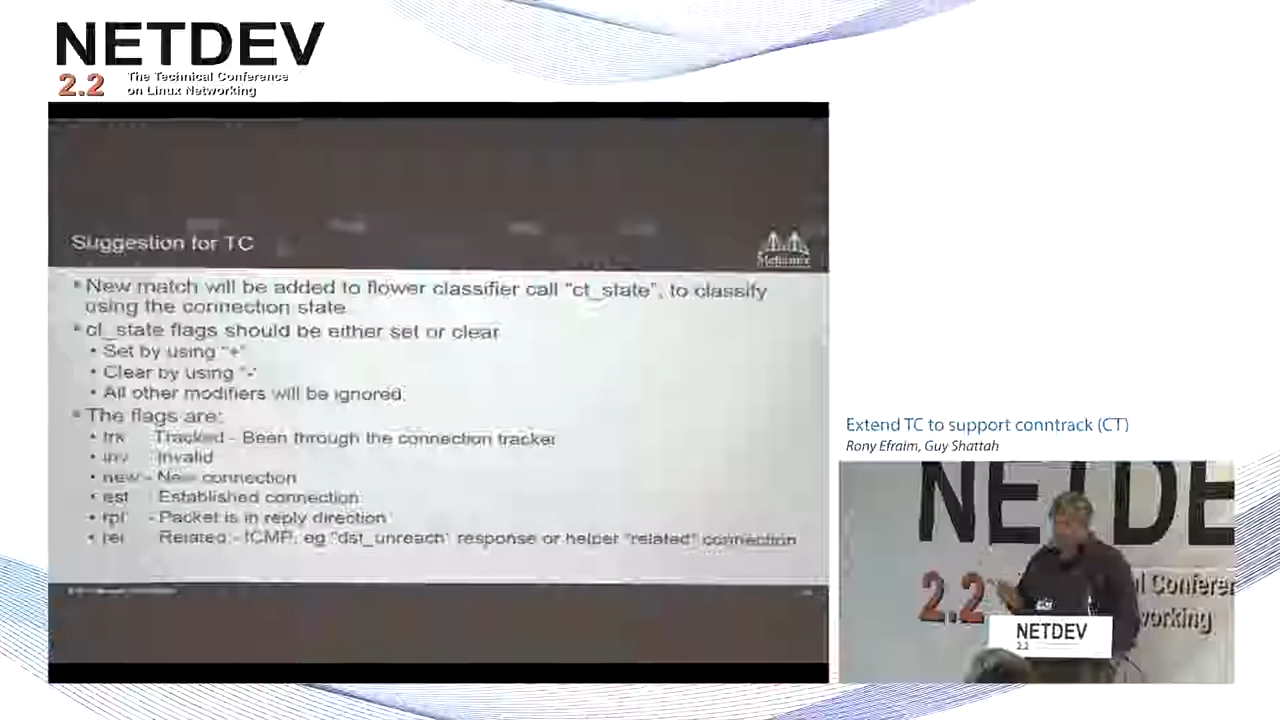 NETDEV
2.2 The Technical Conference
on Linux Networking
Suggestion for TC
Mellanox
New match will be added to flower classifier call "ct_state", to classify
using the connection state
ct_state flags should be either set or clear
Set by using "+"
Clear by using "-"
All other modifiers will be ignored.
The flags are:
trk Tracked - Been through the connection tracker
inv Invalid
new - New connection
est Established connection
rpl - Packet is in reply direction
rel Related - ICMP, eg "dst_unreach" response or helper "related" connection
Extend TC to support conntrack (CT)
Rony Efraim, Guy Shattah
NETDE
2.2
l Conferen
working
NETDEV
2.2